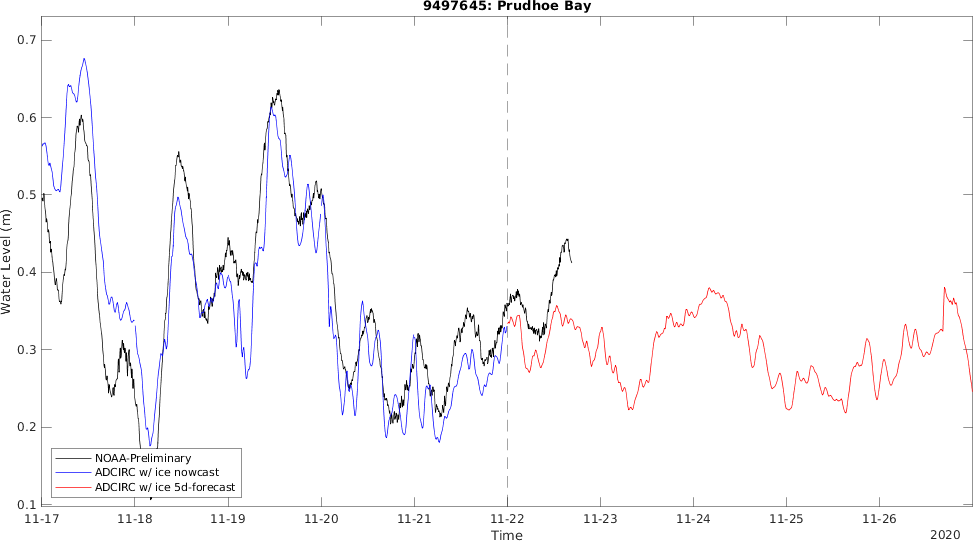 9497645: Prudhoe Bay
Water Level (m)
0.7
0.6
0.5
0.4
0.3
0.2
0.1
NOAA-Preliminary
ADCIRC w/ ice nowcast
ADCIRC w/ ice 5d-forecast
11-17 11-18 11-19 11-20 11-21 11-22 11-23 11-24 11-25 11-26
Time
2020